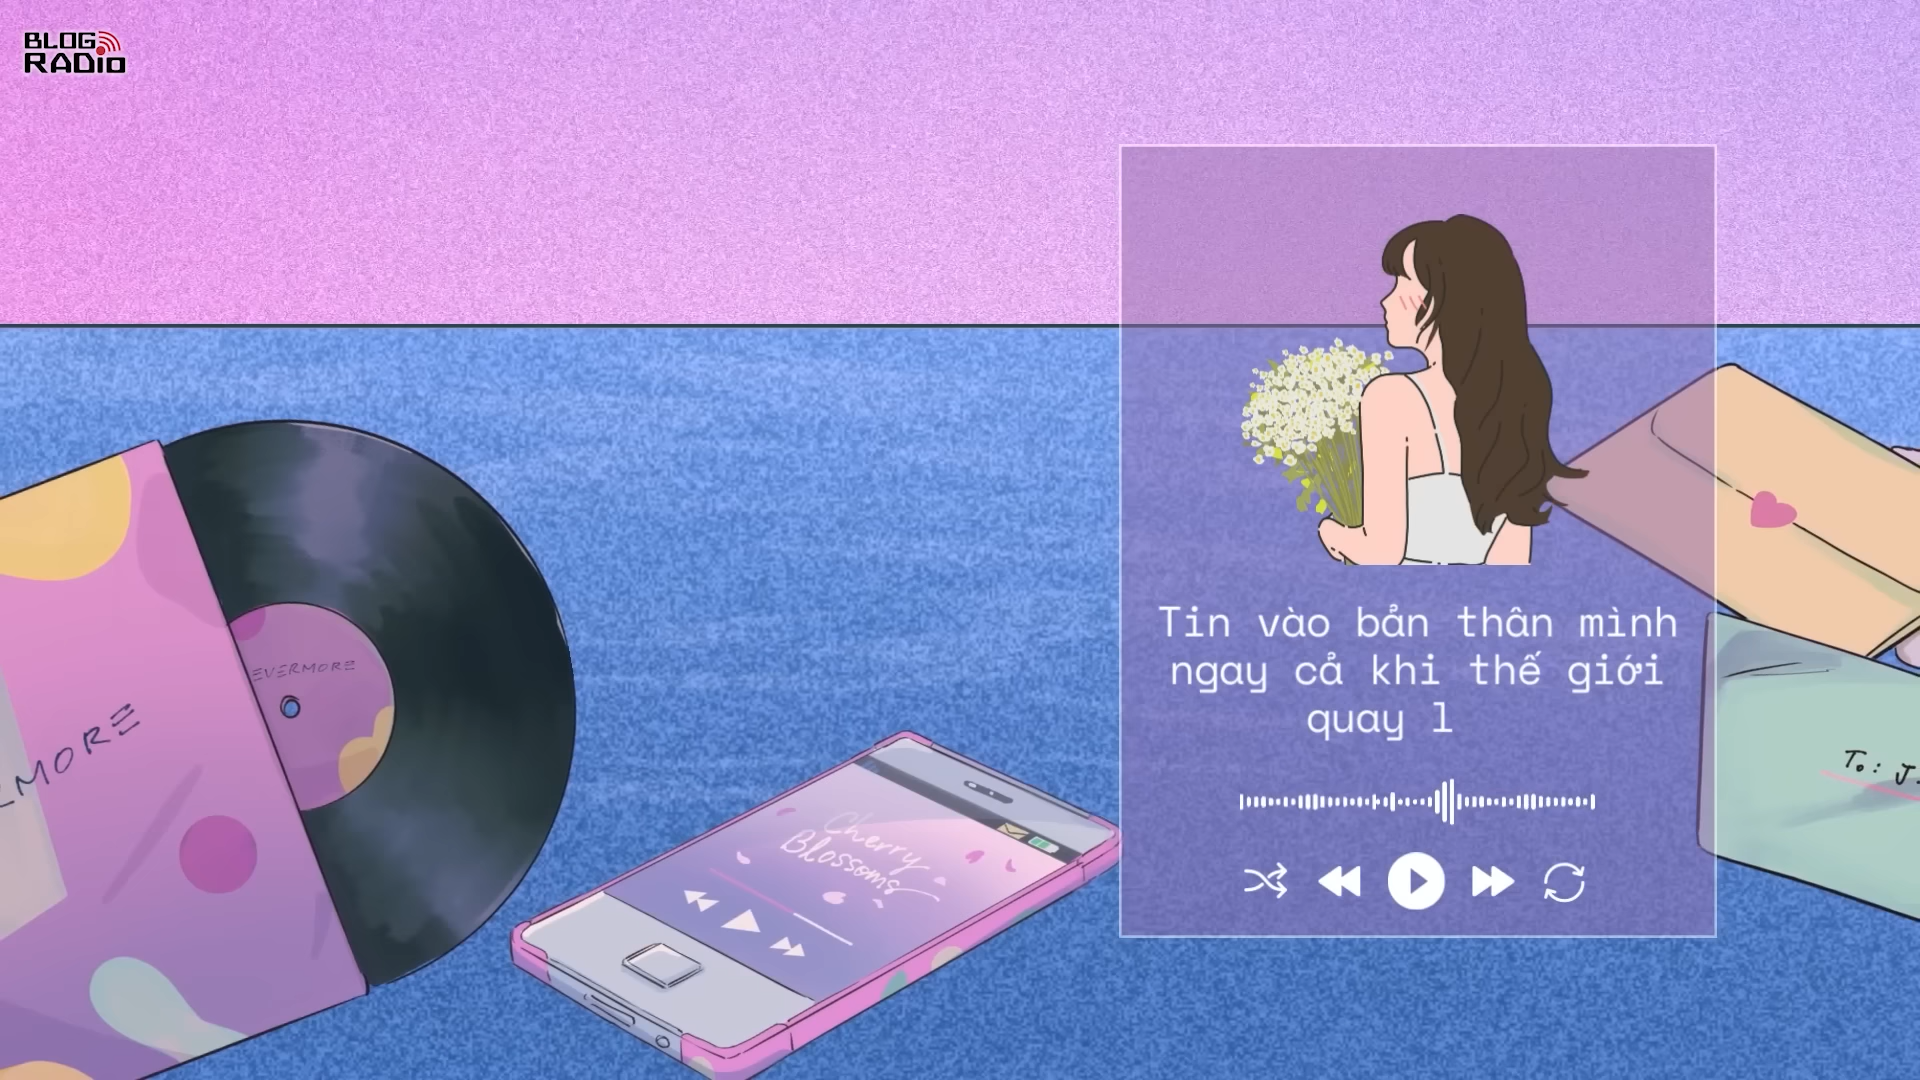 BLOG
RADIO
Tin vào bản thân mình
ngay cả khi thế giới
quay l
EVERMORE
MORE
Cherry
Blossoms
To: J.